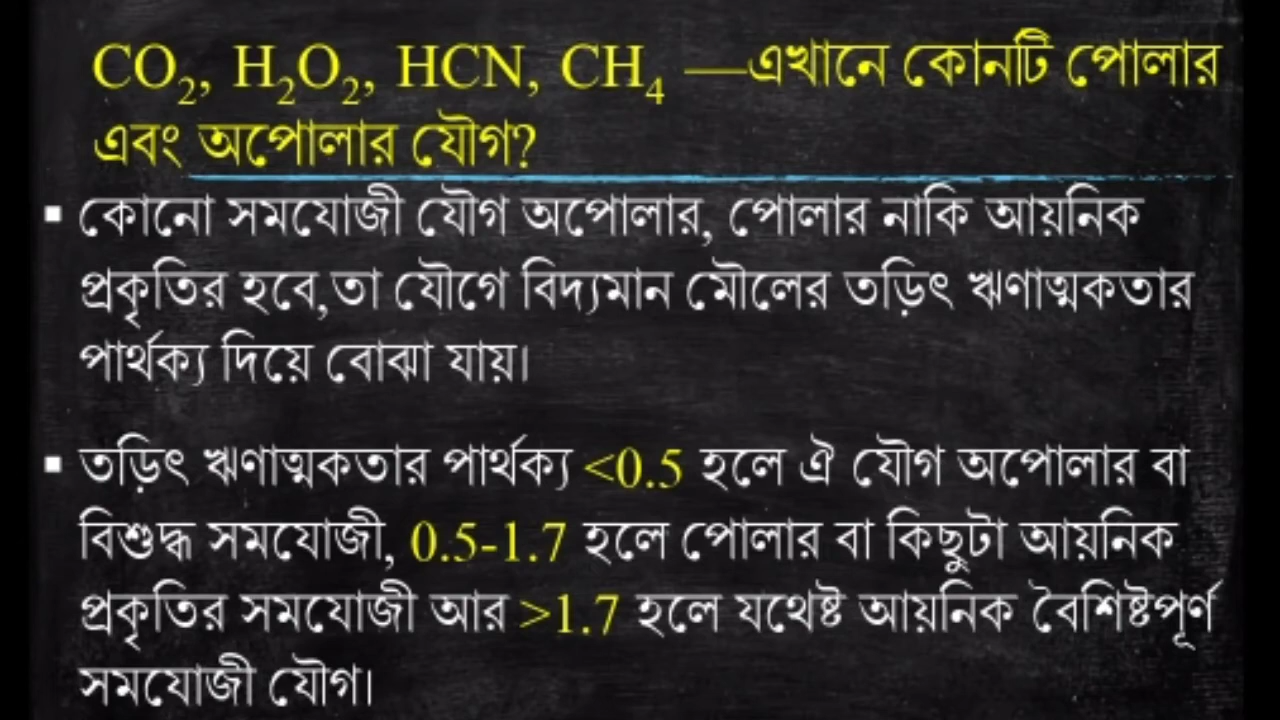 CO₂, H₂O₂, HCN, CH₄ —এখানে কোনটি পোলার
এবং অপোলার যৌগ?
▪ কোনো সমযোজী যৌগ অপোলার, পোলার নাকি আয়নিক
প্রকৃতির হবে,তা যৌগে বিদ্যমান মৌলের তড়িৎ ঋণাত্মকতার
পার্থক্য দিয়ে বোঝা যায়।
▪ তড়িৎ ঋণাত্মকতার পার্থক্য <0.5 হলে ঐ যৌগ অপোলার বা
বিশুদ্ধ সমযোজী, 0.5-1.7 হলে পোলার বা কিছুটা আয়নিক
প্রকৃতির সমযোজী আর >1.7 হলে যথেষ্ট আয়নিক বৈশিষ্টপূর্ণ
সমযোজী যৌগ।